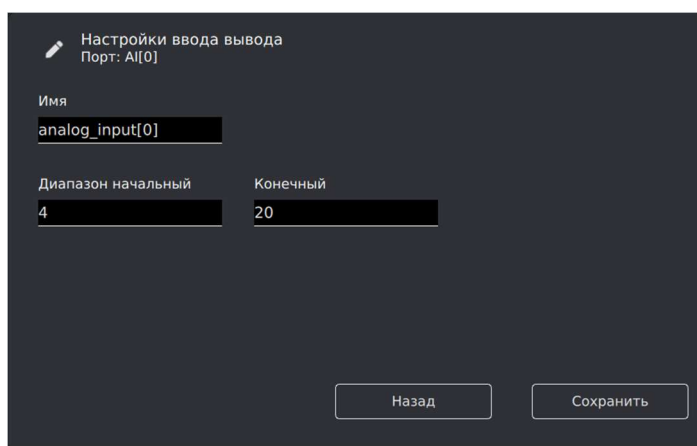 Настройки ввода вывода
Порт: AI[0]
Имя
analog_input[0]
Диапазон начальный Конечный
4 20
Назад Сохранить